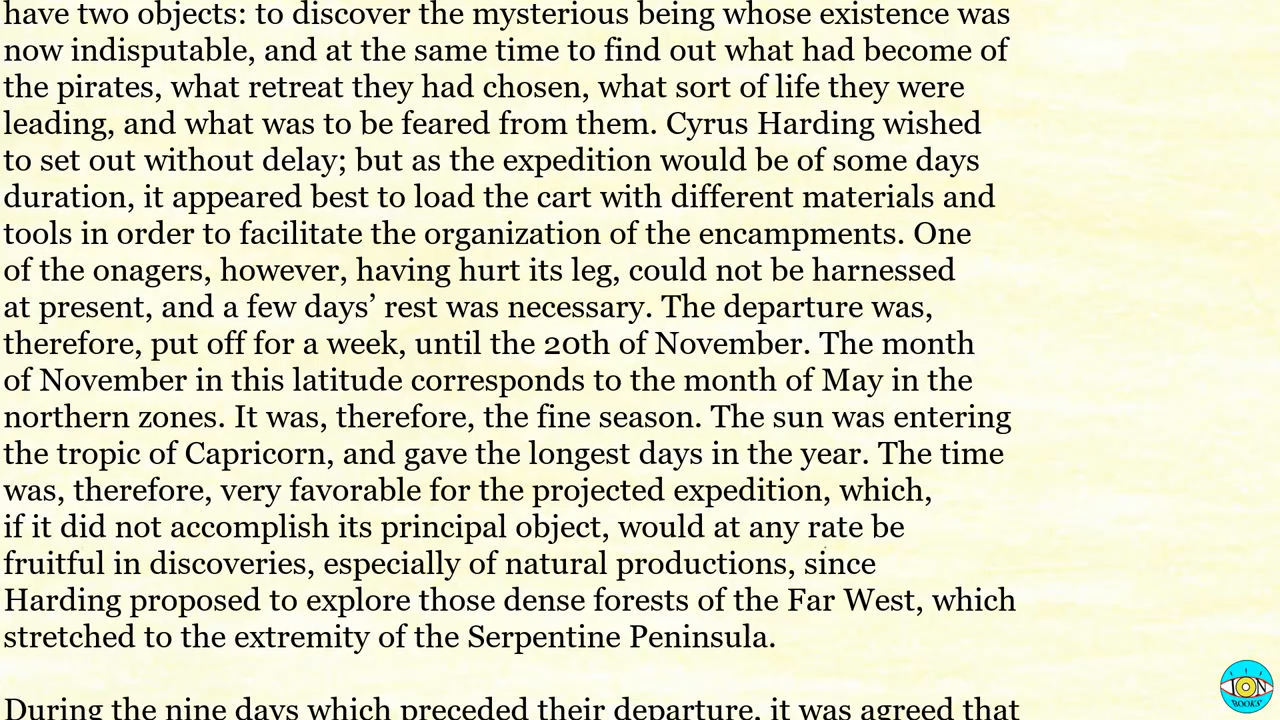 have two objects: to discover the mysterious being whose existence was
now indisputable, and at the same time to find out what had become of
the pirates, what retreat they had chosen, what sort of life they were
leading, and what was to be feared from them. Cyrus Harding wished
to set out without delay; but as the expedition would be of some days
duration, it appeared best to load the cart with different materials and
tools in order to facilitate the organization of the encampments. One
of the onagers, however, having hurt its leg, could not be harnessed
at present, and a few days’ rest was necessary. The departure was,
therefore, put off for a week, until the 20th of November. The month
of November in this latitude corresponds to the month of May in the
northern zones. It was, therefore, the fine season. The sun was entering
the tropic of Capricorn, and gave the longest days in the year. The time
was, therefore, very favorable for the projected expedition, which,
if it did not accomplish its principal object, would at any rate be
fruitful in discoveries, especially of natural productions, since
Harding proposed to explore those dense forests of the Far West, which
stretched to the extremity of the Serpentine Peninsula.
During the nine days which preceded their departure, it was agreed that
ION
BOOKS